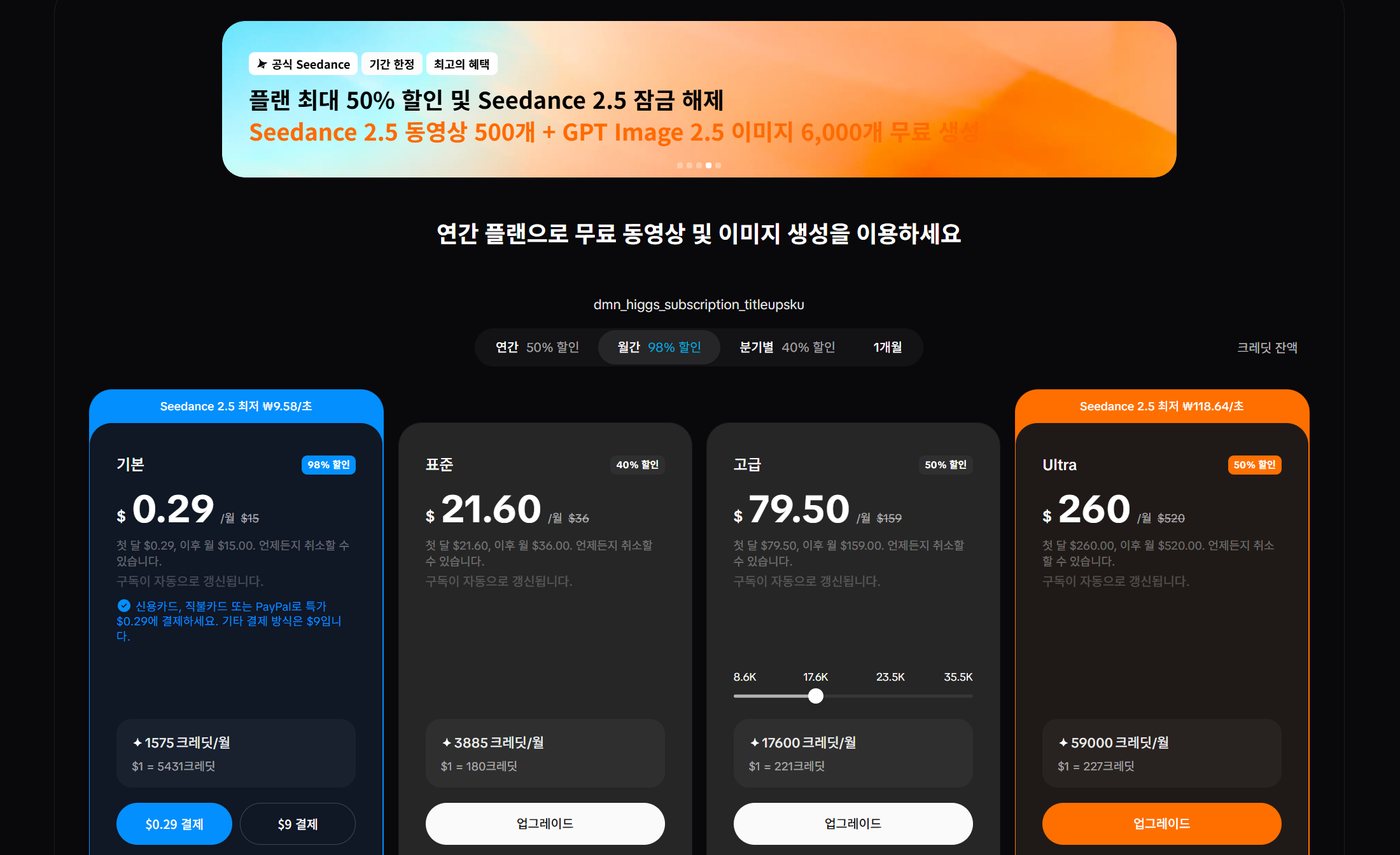 공식 Seedance 기간 한정 최고의 혜택
플랜 최대 50% 할인 및 Seedance 2.5 잠금 해제
Seedance 2.5 동영상 500개 + GPT Image 2.5 이미지 6,000개 무료 생성
연간 플랜으로 무료 동영상 및 이미지 생성을 이용하세요
dmn_higgs_subscription_titleupsku
연간 50% 할인 월간 98% 할인 분기별 40% 할인 1개월
크레딧 잔액
Seedance 2.5 최저 ₩9.58/초
기본 98% 할인
$ 0.29 /월 $15
첫 달 $0.29, 이후 월 $15.00. 언제든지 취소할 수
있습니다.
구독이 자동으로 갱신됩니다.
신용카드, 직불카드 또는 PayPal로 특가
$0.29에 결제하세요. 기타 결제 방식은 $9입니
다.
1575 크레딧/월
$1 = 5431크레딧
$0.29 결제 $9 결제
표준 40% 할인
$ 21.60 /월 $36
첫 달 $21.60, 이후 월 $36.00. 언제든지 취소할
수 있습니다.
구독이 자동으로 갱신됩니다.
3885 크레딧/월
$1 = 180크레딧
업그레이드
고급 50% 할인
$ 79.50 /월 $159
첫 달 $79.50, 이후 월 $159.00. 언제든지 취소할
수 있습니다.
구독이 자동으로 갱신됩니다.
8.6K 17.6K 23.5K 35.5K
17600 크레딧/월
$1 = 221크레딧
업그레이드
Seedance 2.5 최저 ₩118.64/초
Ultra 50% 할인
$ 260 /월 $520
첫 달 $260.00, 이후 월 $520.00. 언제든지 취소
할 수 있습니다.
구독이 자동으로 갱신됩니다.
59000 크레딧/월
$1 = 227크레딧
업그레이드